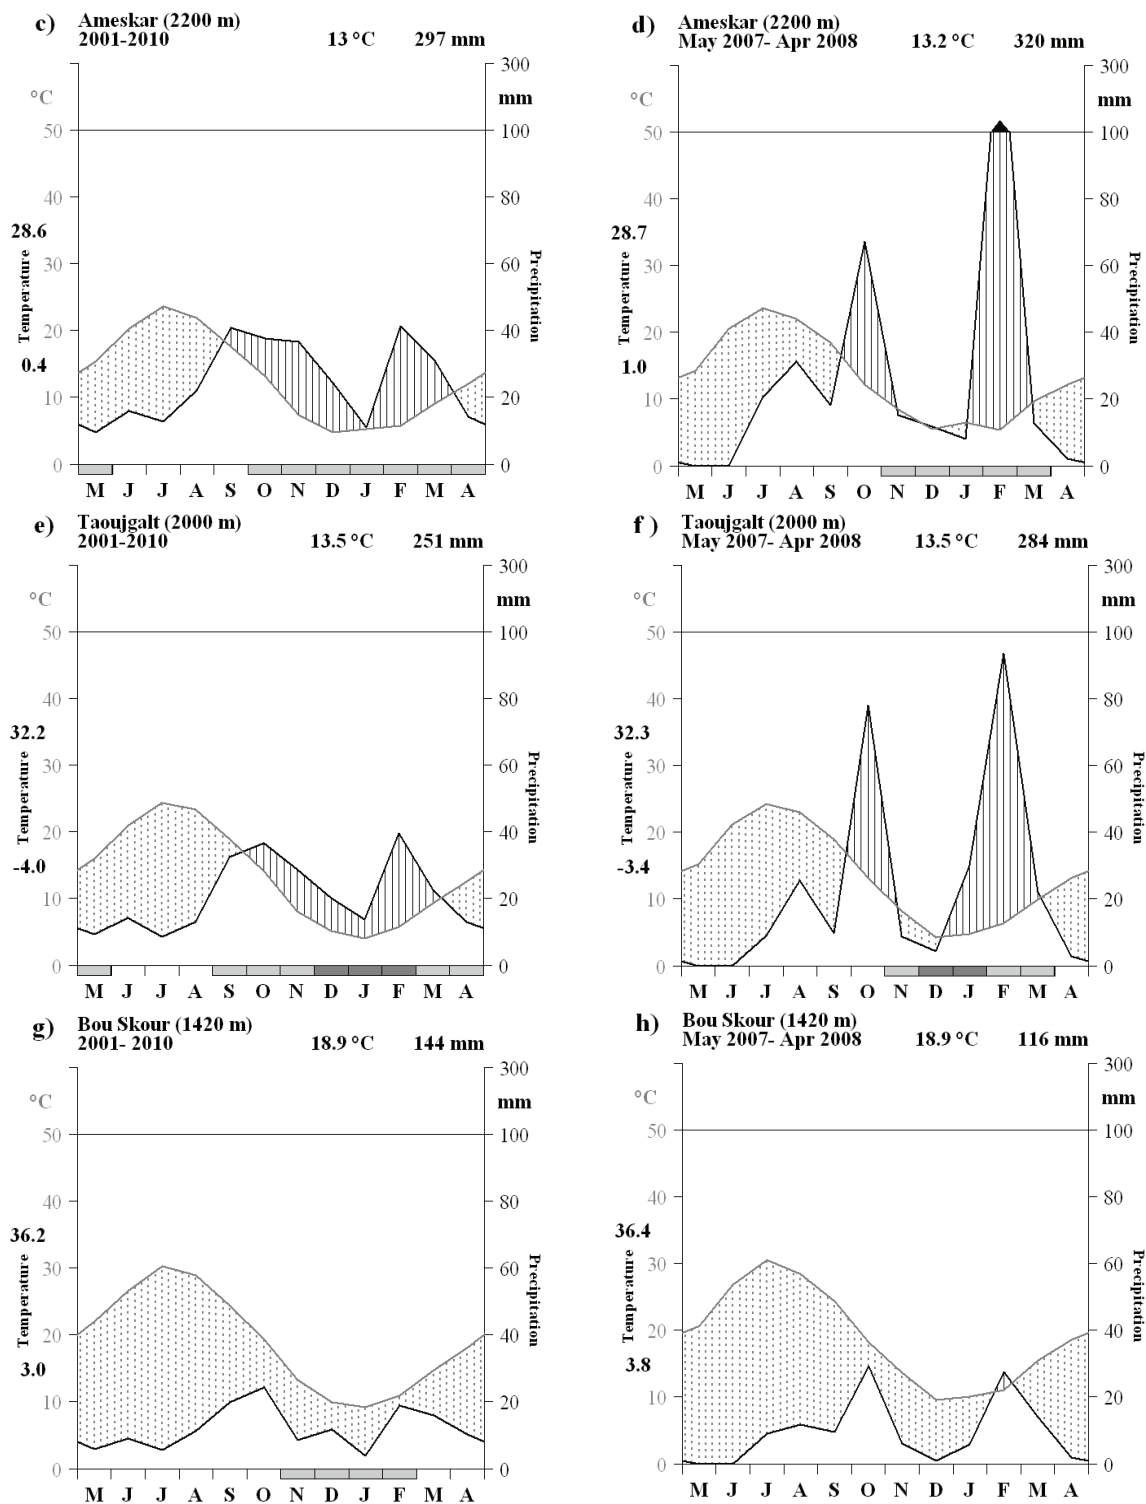 c) Ameskar (2200 m)
2001-2010 13 °C 297 mm
300
°C mm
50 100
40 80
28.6
30 60
Temperature Precipitation
20 40
0.4
10 20
0 0
M J J A S O N D J F M A
d) Ameskar (2200 m)
May 2007- Apr 2008 13.2 °C 320 mm
300
°C mm
50 100
40 80
28.7
30 60
Temperature Precipitation
20 40
1.0
10 20
0 0
M J J A S O N D J F M A
e) Taoujgalt (2000 m)
2001-2010 13.5 °C 251 mm
300
°C mm
50 100
40 80
32.2
30 60
Temperature Precipitation
20 40
-4.0
10 20
0 0
M J J A S O N D J F M A
f ) Taoujgalt (2000 m)
May 2007- Apr 2008 13.5 °C 284 mm
300
°C mm
50 100
40 80
32.3
30 60
Temperature Precipitation
20 40
-3.4
10 20
0 0
M J J A S O N D J F M A
g) Bou Skour (1420 m)
2001- 2010 18.9 °C 144 mm
300
°C mm
50 100
40 80
36.2
30 60
Temperature Precipitation
20 40
3.0
10 20
0 0
M J J A S O N D J F M A
h) Bou Skour (1420 m)
May 2007- Apr 2008 18.9 °C 116 mm
300
°C mm
50 100
40 80
36.4
30 60
Temperature Precipitation
20 40
3.8
10 20
0 0
M J J A S O N D J F M A